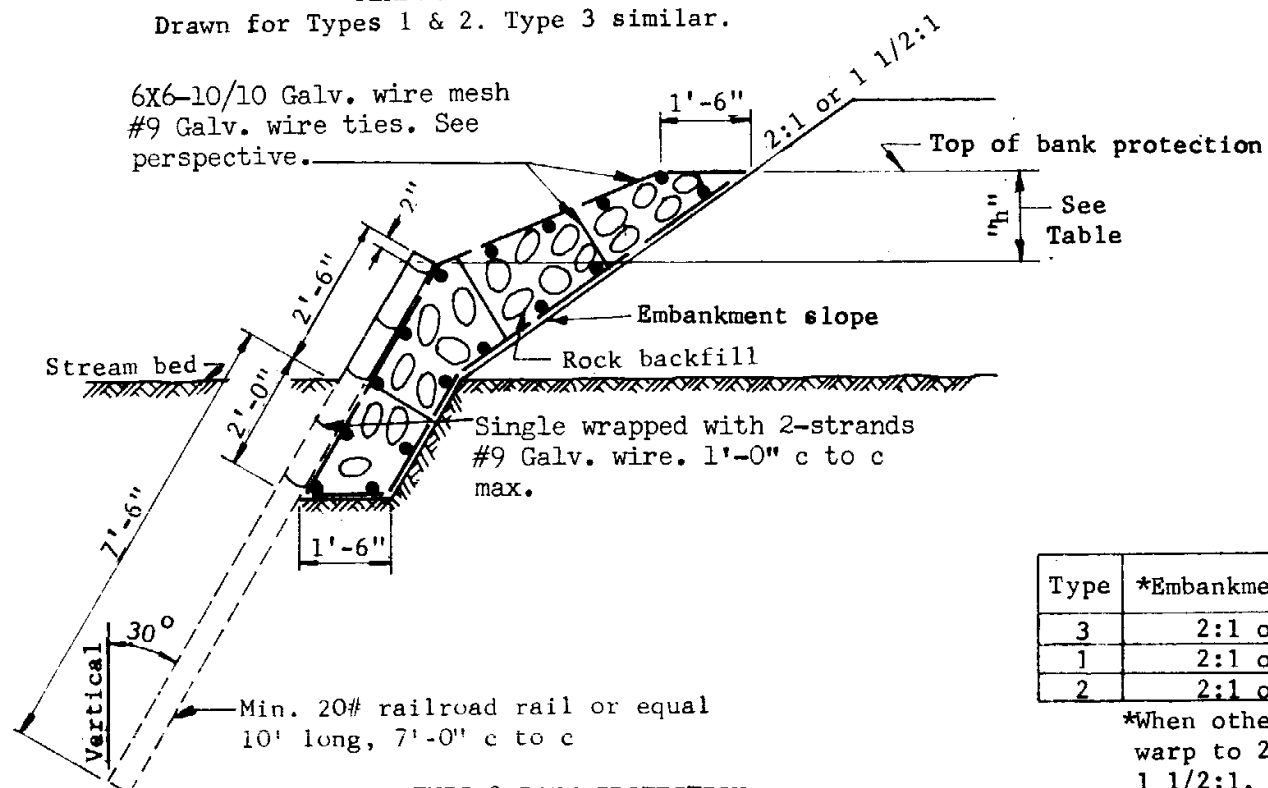 Drawn for Types 1 & 2. Type 3 similar.
6X6-10/10 Galv. wire mesh
#9 Galv. wire ties. See
perspective.
1'-6"
2:1 or 1 1/2:1
Top of bank protection
"h"
See
Table
2"
2'-6"
Embankment slope
Rock backfill
Stream bed
2'-0"
Single wrapped with 2-strands
#9 Galv. wire. 1'-0" c to c
max.
7'-6"
1'-6"
30°
Vertical
Min. 20# railroad rail or equal
10' long, 7'-0" c to c
Type *Embankme
3 2:1 o
1 2:1 o
2 2:1 o
*When othe
warp to 2
1 1/2:1.